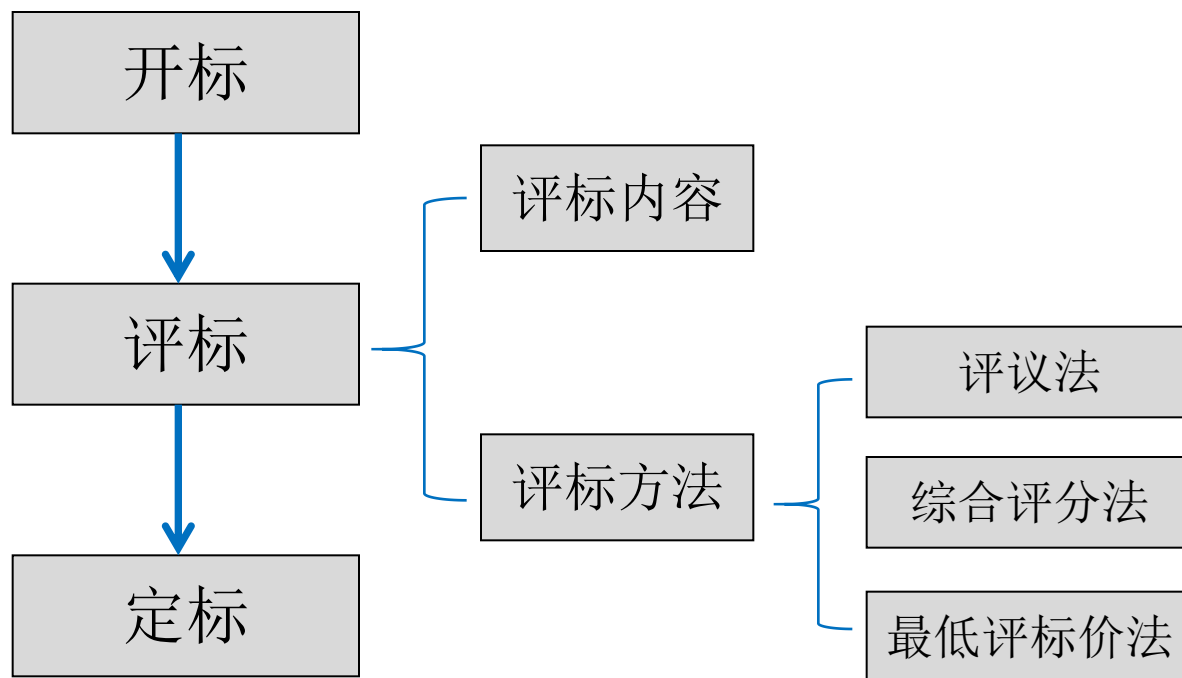 开标
评标
定标
评标内容
评标方法
评议法
综合评分法
最低评标价法